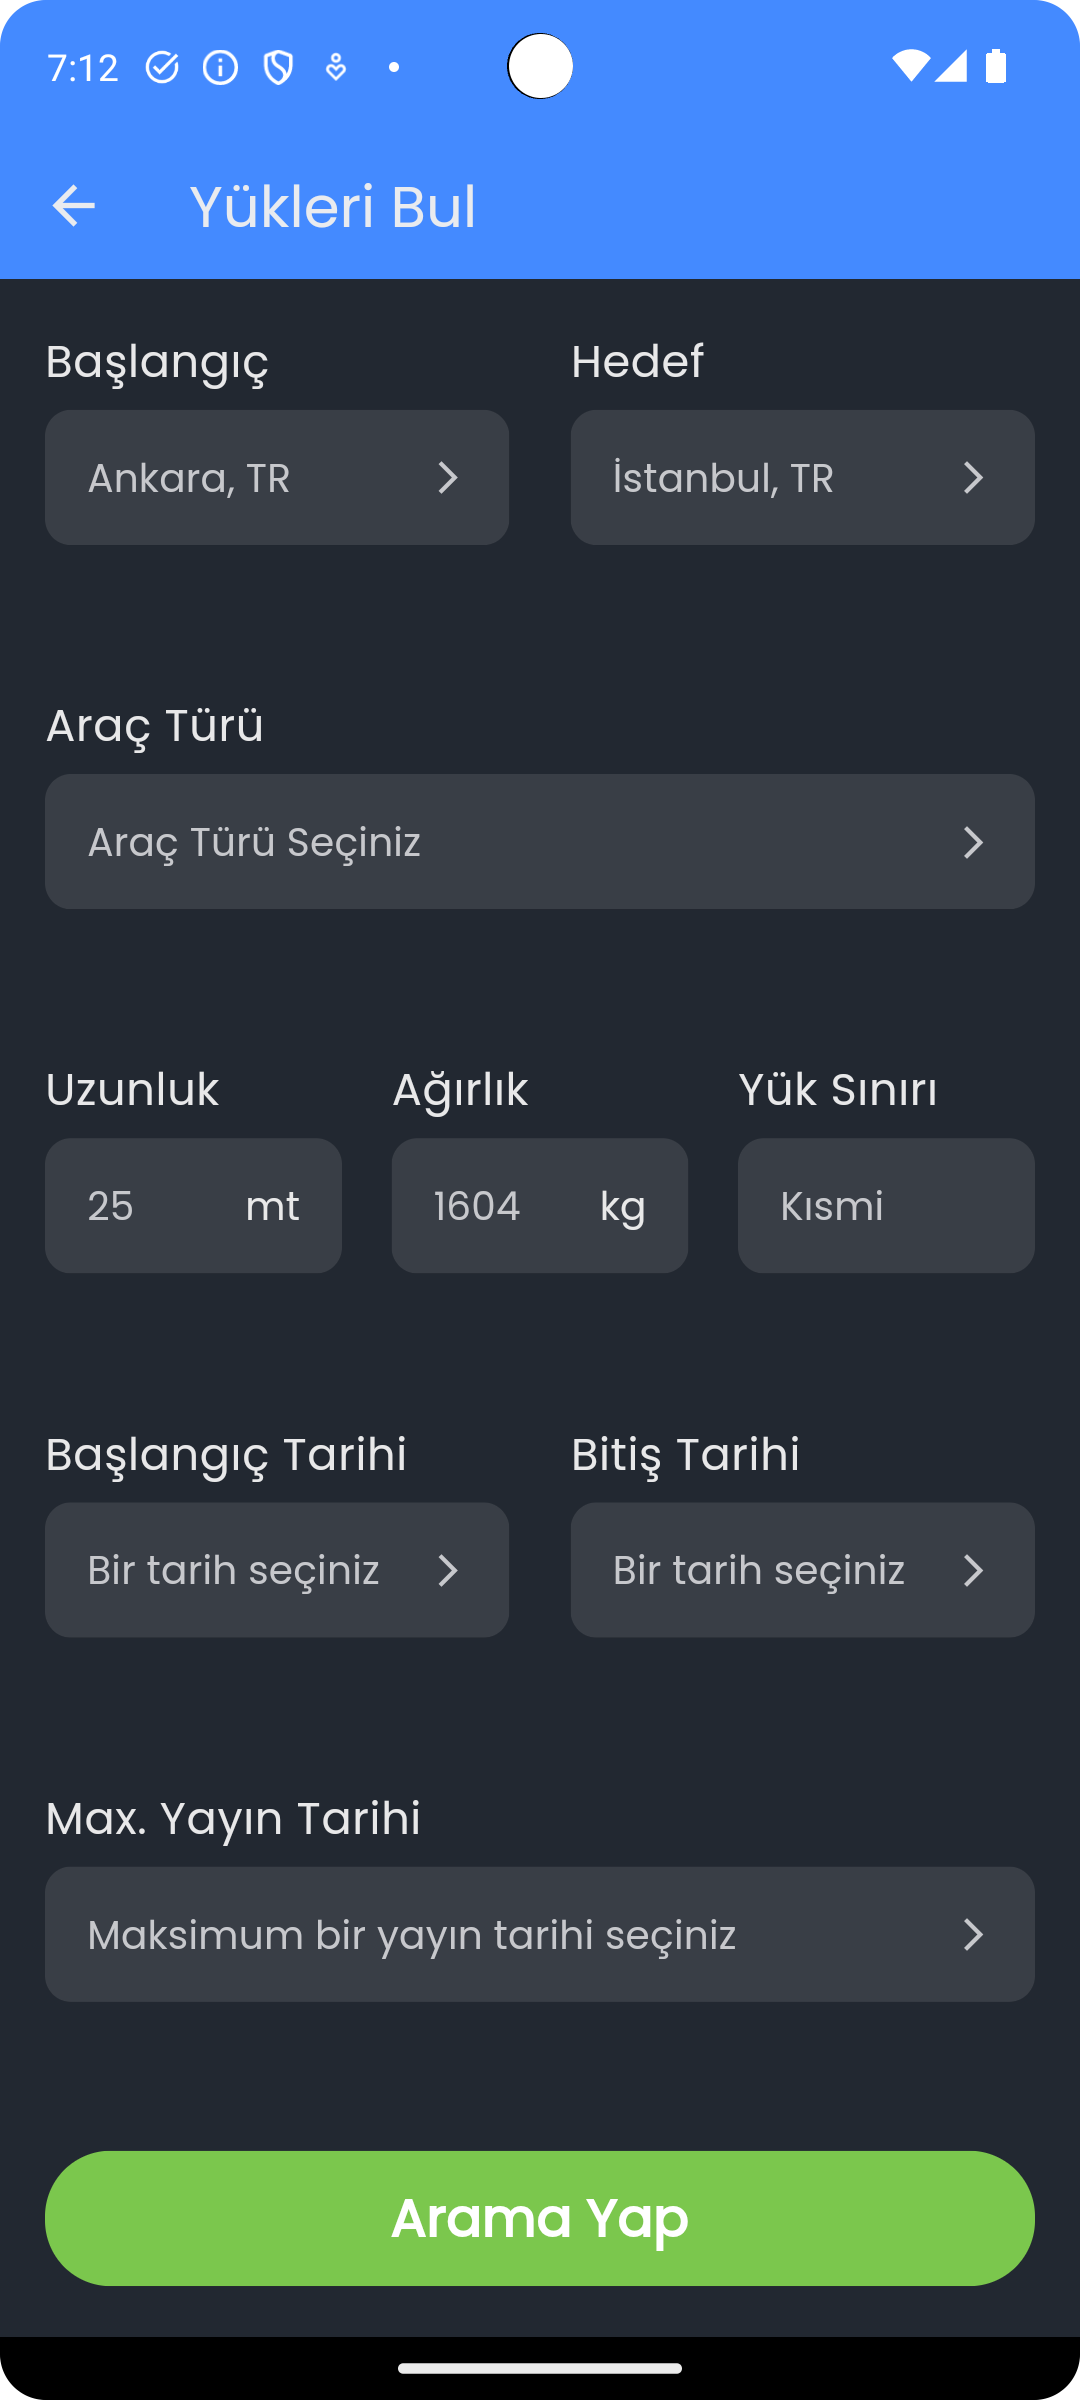 7:12
Yükleri Bul
Başlangıç
Hedef
Ankara, TR
İstanbul, TR
Araç Türü
Araç Türü Seçiniz
Uzunluk
Ağırlık
Yük Sınırı
25 mt
1604 kg
Kısmi
Başlangıç Tarihi
Bitiş Tarihi
Bir tarih seçiniz
Bir tarih seçiniz
Max. Yayın Tarihi
Maksimum bir yayın tarihi seçiniz
Arama Yap